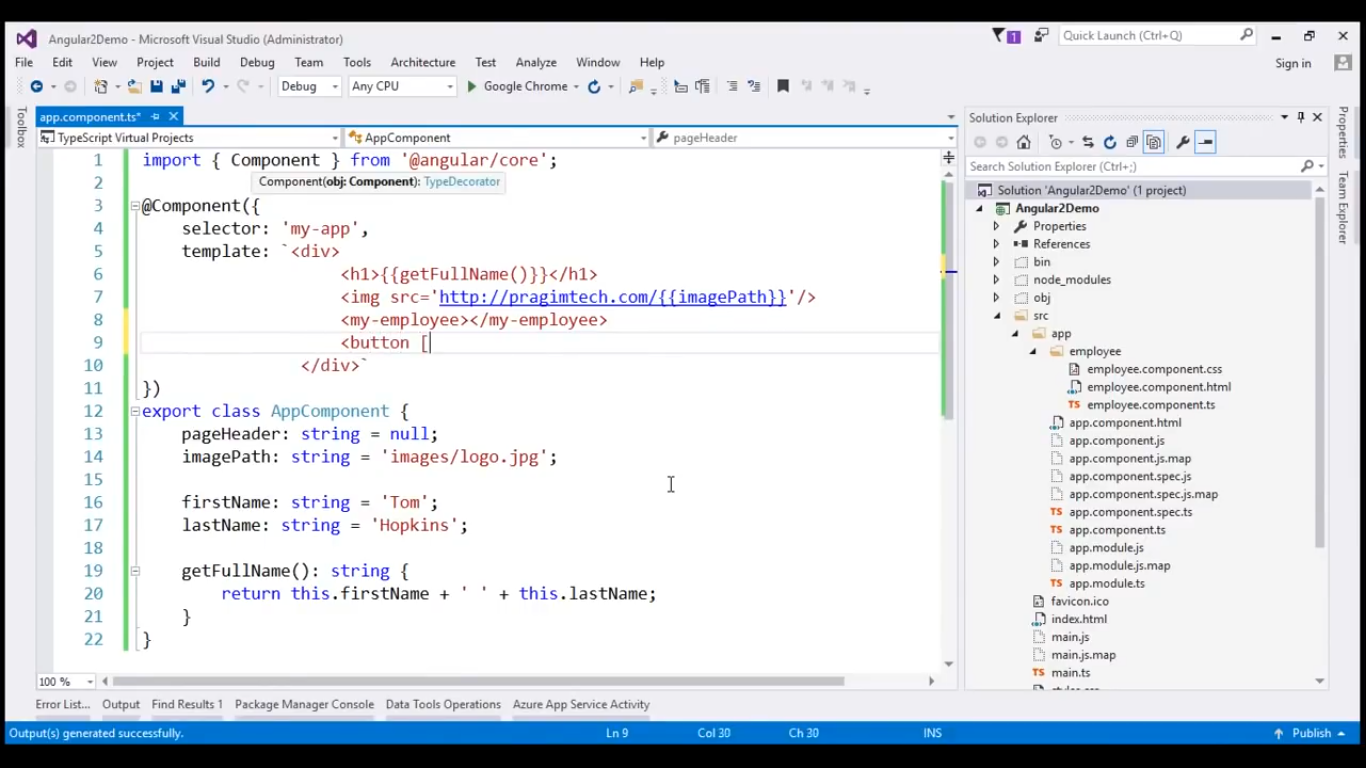 Angular2Demo - Microsoft Visual Studio (Administrator)
1
Quick Launch (Ctrl+Q)
File Edit View Project Build Debug Team Tools Architecture Test Analyze Window Help
Sign in
Debug Any CPU Google Chrome
Toolbox
app.component.ts*
TypeScript Virtual Projects AppComponent pageHeader
1 import { Component } from '@angular/core';
2 Component(obj: Component): TypeDecorator
3 @Component({
4 selector: 'my-app',
5 template: `<div>
6 <h1>{{getFullName()}}</h1>
7 <img src='http://pragimtech.com/{{imagePath}}'/>
8 <my-employee></my-employee>
9 <button [
10 </div>`
11 })
12 export class AppComponent {
13 pageHeader: string = null;
14 imagePath: string = 'images/logo.jpg';
15
16 firstName: string = 'Tom';
17 lastName: string = 'Hopkins';
18
19 getFullName(): string {
20 return this.firstName + ' ' + this.lastName;
21 }
22 }
100 %
Solution Explorer
Search Solution Explorer (Ctrl+;)
Solution 'Angular2Demo' (1 project)
Angular2Demo
Properties
References
bin
node_modules
obj
src
app
employee
employee.component.css
employee.component.html
employee.component.ts
app.component.html
app.component.js
app.component.js.map
app.component.spec.js
app.component.spec.js.map
app.component.spec.ts
app.component.ts
app.module.js
app.module.js.map
app.module.ts
favicon.ico
index.html
main.js
main.js.map
main.ts
Properties
Team Explorer
Error List... Output Find Results 1 Package Manager Console Data Tools Operations Azure App Service Activity
Output(s) generated successfully. Ln 9 Col 30 Ch 30 INS Publish